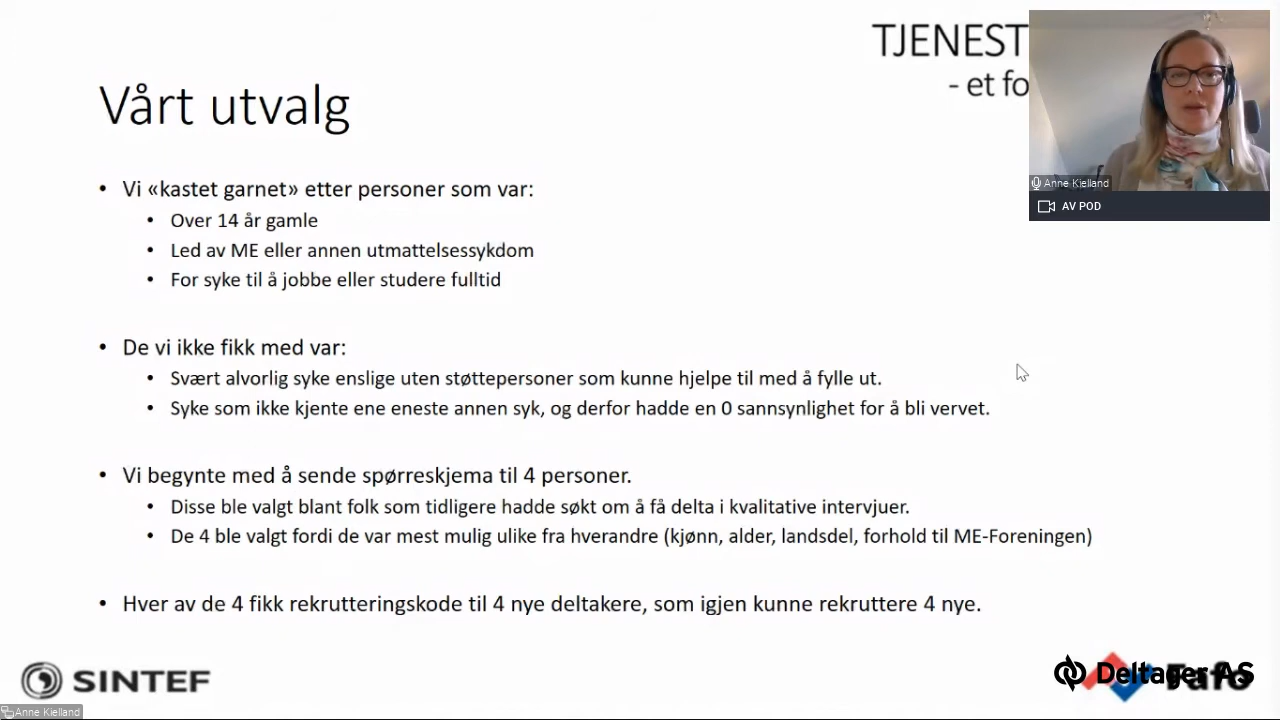 TJENEST
- et fo
Vårt utvalg
• Vi «kastet garnet» etter personer som var:
• Over 14 år gamle
• Led av ME eller annen utmattelsessykdom
• For syke til å jobbe eller studere fulltid
• De vi ikke fikk med var:
• Svært alvorlig syke enslige uten støttepersoner som kunne hjelpe til med å fylle ut.
• Syke som ikke kjente ene eneste annen syk, og derfor hadde en 0 sannsynlighet for å bli vervet.
• Vi begynte med å sende spørreskjema til 4 personer.
• Disse ble valgt blant folk som tidligere hadde søkt om å få delta i kvalitative intervjuer.
• De 4 ble valgt fordi de var mest mulig ulike fra hverandre (kjønn, alder, landsdel, forhold til ME-Foreningen)
• Hver av de 4 fikk rekrutteringskode til 4 nye deltakere, som igjen kunne rekruttere 4 nye.
Anne Kielland
AV POD
SINTEF
Deltager AS
Fafo
Anne Kielland